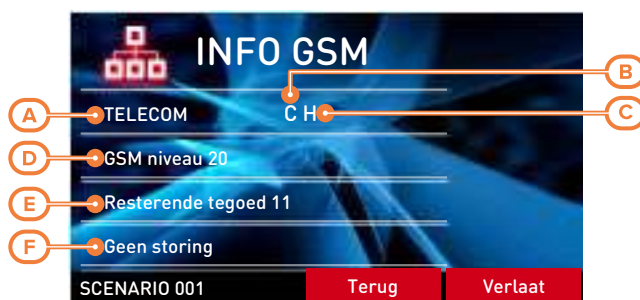 INFO GSM
B
A TELECOM C H C
D GSM niveau 20
E Resterende tegoed 11
F Geen storing
SCENARIO 001 Terug Verlaat